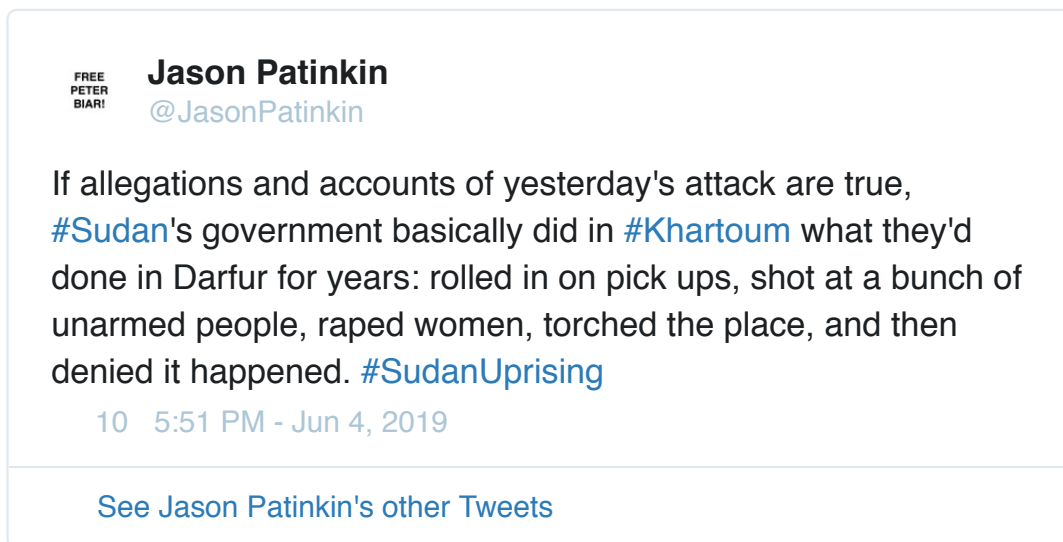 FREE
PETER
BIAR!
Jason Patinkin
@JasonPatinkin
If allegations and accounts of yesterday's attack are true,
#Sudan's government basically did in #Khartoum what they'd
done in Darfur for years: rolled in on pick ups, shot at a bunch of
unarmed people, raped women, torched the place, and then
denied it happened. #SudanUprising
10 5:51 PM - Jun 4, 2019
See Jason Patinkin's other Tweets